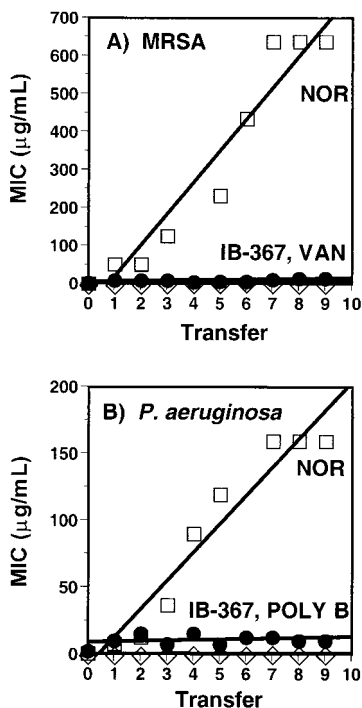 A) MRSA
700
600
500
400
300
200
100
0
MIC (μg/mL)
NOR
IB-367, VAN
0 1 2 3 4 5 6 7 8 9 10
Transfer
B) P. aeruginosa
200
150
100
50
0
MIC (μg/mL)
NOR
IB-367, POLY B
0 1 2 3 4 5 6 7 8 9 10
Transfer